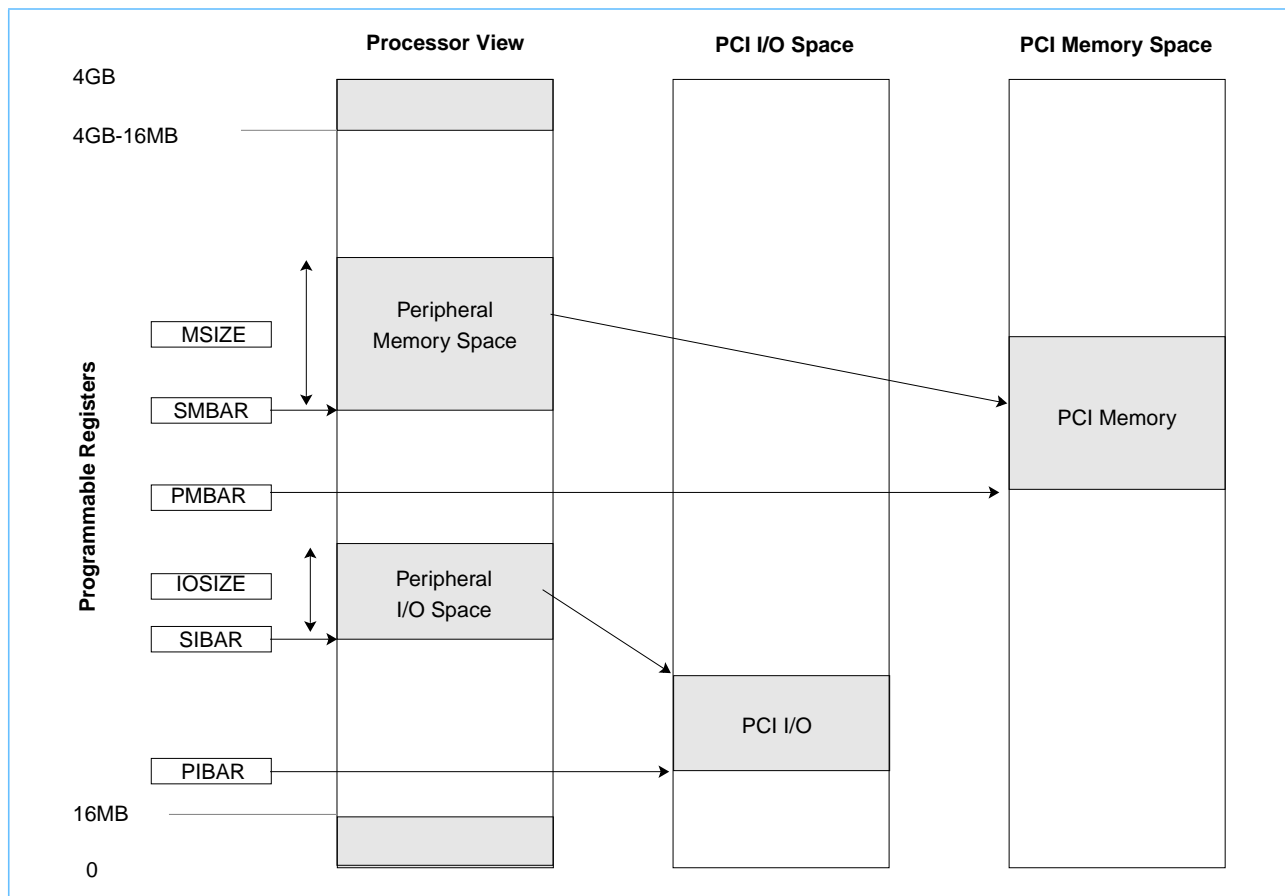 Processor View
PCI I/O Space
PCI Memory Space
4GB
4GB-16MB
Programmable Registers
MSIZE
Peripheral
Memory Space
SMBAR
PCI Memory
PMBAR
IOSIZE
Peripheral
I/O Space
SIBAR
PCI I/O
PIBAR
16MB
0